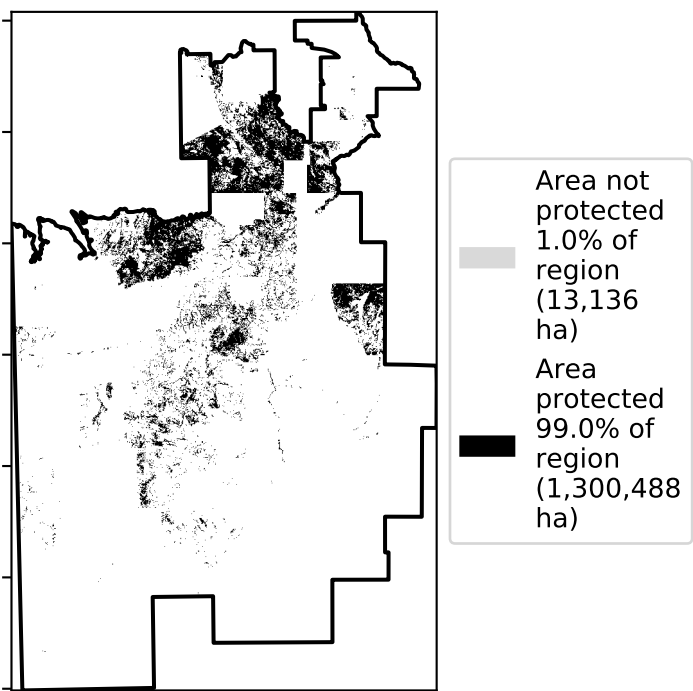 Area not
protected
1.0% of
region
(13,136
ha)
Area
protected
99.0% of
region
(1,300,488
ha)